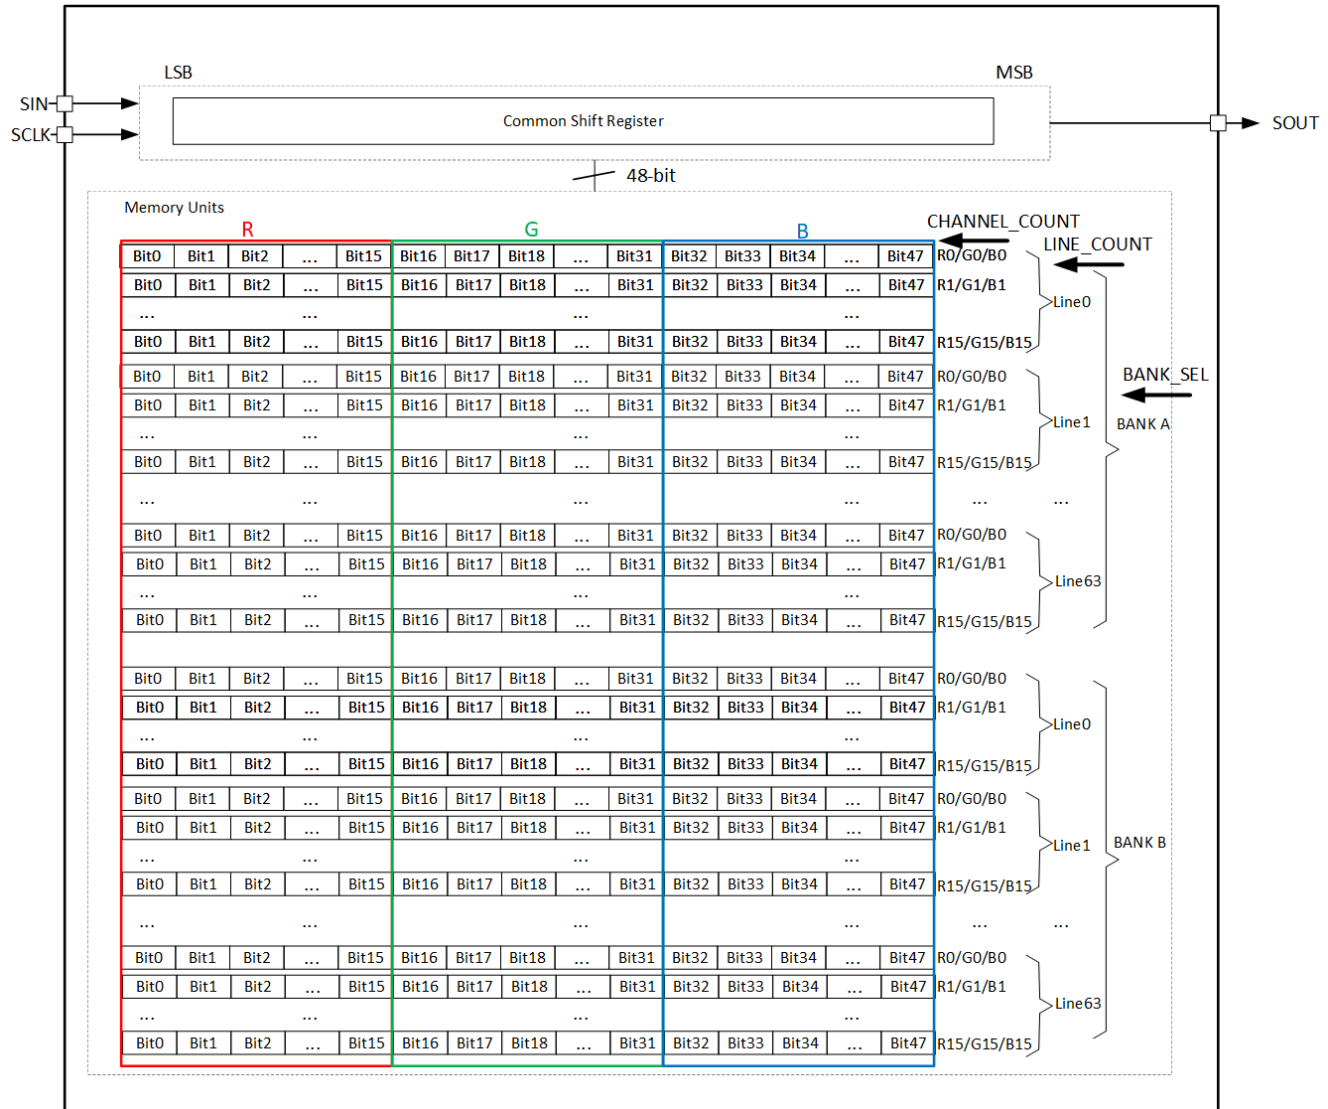 LSB MSB
SIN SOUT
SCLK Common Shift Register
48-bit
Memory Units
R G B CHANNEL_COUNT
LINE_COUNT
Bit0 Bit1 Bit2 ... Bit15 Bit16 Bit17 Bit18 ... Bit31 Bit32 Bit33 Bit34 ... Bit47 R0/G0/B0
Bit0 Bit1 Bit2 ... Bit15 Bit16 Bit17 Bit18 ... Bit31 Bit32 Bit33 Bit34 ... Bit47 R1/G1/B1
Line0
... ... ... ...
Bit0 Bit1 Bit2 ... Bit15 Bit16 Bit17 Bit18 ... Bit31 Bit32 Bit33 Bit34 ... Bit47 R15/G15/B15
Bit0 Bit1 Bit2 ... Bit15 Bit16 Bit17 Bit18 ... Bit31 Bit32 Bit33 Bit34 ... Bit47 R0/G0/B0
BANK_SEL
Bit0 Bit1 Bit2 ... Bit15 Bit16 Bit17 Bit18 ... Bit31 Bit32 Bit33 Bit34 ... Bit47 R1/G1/B1
Line1 BANK A
... ... ... ...
Bit0 Bit1 Bit2 ... Bit15 Bit16 Bit17 Bit18 ... Bit31 Bit32 Bit33 Bit34 ... Bit47 R15/G15/B15
... ... ... ... ... ...
Bit0 Bit1 Bit2 ... Bit15 Bit16 Bit17 Bit18 ... Bit31 Bit32 Bit33 Bit34 ... Bit47 R0/G0/B0
Bit0 Bit1 Bit2 ... Bit15 Bit16 Bit17 Bit18 ... Bit31 Bit32 Bit33 Bit34 ... Bit47 R1/G1/B1
Line63
... ... ... ...
Bit0 Bit1 Bit2 ... Bit15 Bit16 Bit17 Bit18 ... Bit31 Bit32 Bit33 Bit34 ... Bit47 R15/G15/B15
Bit0 Bit1 Bit2 ... Bit15 Bit16 Bit17 Bit18 ... Bit31 Bit32 Bit33 Bit34 ... Bit47 R0/G0/B0
Bit0 Bit1 Bit2 ... Bit15 Bit16 Bit17 Bit18 ... Bit31 Bit32 Bit33 Bit34 ... Bit47 R1/G1/B1
Line0
... ... ... ...
Bit0 Bit1 Bit2 ... Bit15 Bit16 Bit17 Bit18 ... Bit31 Bit32 Bit33 Bit34 ... Bit47 R15/G15/B15
Bit0 Bit1 Bit2 ... Bit15 Bit16 Bit17 Bit18 ... Bit31 Bit32 Bit33 Bit34 ... Bit47 R0/G0/B0
Bit0 Bit1 Bit2 ... Bit15 Bit16 Bit17 Bit18 ... Bit31 Bit32 Bit33 Bit34 ... Bit47 R1/G1/B1
Line1 BANK B
... ... ... ...
Bit0 Bit1 Bit2 ... Bit15 Bit16 Bit17 Bit18 ... Bit31 Bit32 Bit33 Bit34 ... Bit47 R15/G15/B15
... ... ... ... ... ...
Bit0 Bit1 Bit2 ... Bit15 Bit16 Bit17 Bit18 ... Bit31 Bit32 Bit33 Bit34 ... Bit47 R0/G0/B0
Bit0 Bit1 Bit2 ... Bit15 Bit16 Bit17 Bit18 ... Bit31 Bit32 Bit33 Bit34 ... Bit47 R1/G1/B1
Line63
... ... ... ...
Bit0 Bit1 Bit2 ... Bit15 Bit16 Bit17 Bit18 ... Bit31 Bit32 Bit33 Bit34 ... Bit47 R15/G15/B15